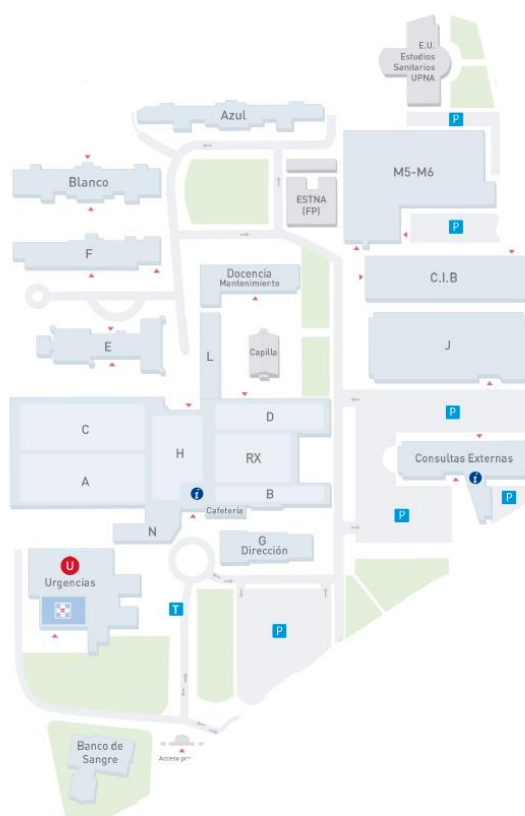 E.U.
Estudios
Sanitarios
UPNA
Azul
P
M5-M6
Blanco
ESTNA
(FP)
P
F
Docencia
Mantenimiento
C.I.B
E
L
Capilla
J
C
D
P
H
RX
Consultas Externas
A
i
B
i
P
Cafetería
P
N
G
Dirección
U
Urgencias
T
P
Banco de
Sangre
Acceso